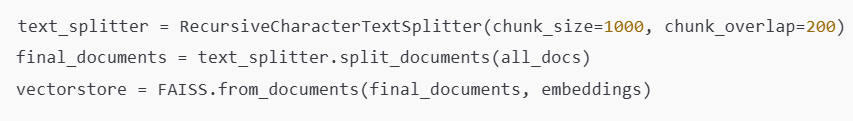 text_splitter = RecursiveCharacterTextSplitter(chunk_size=1000, chunk_overlap=200)
final_documents = text_splitter.split_documents(all_docs)
vectorstore = FAISS.from_documents(final_documents, embeddings)